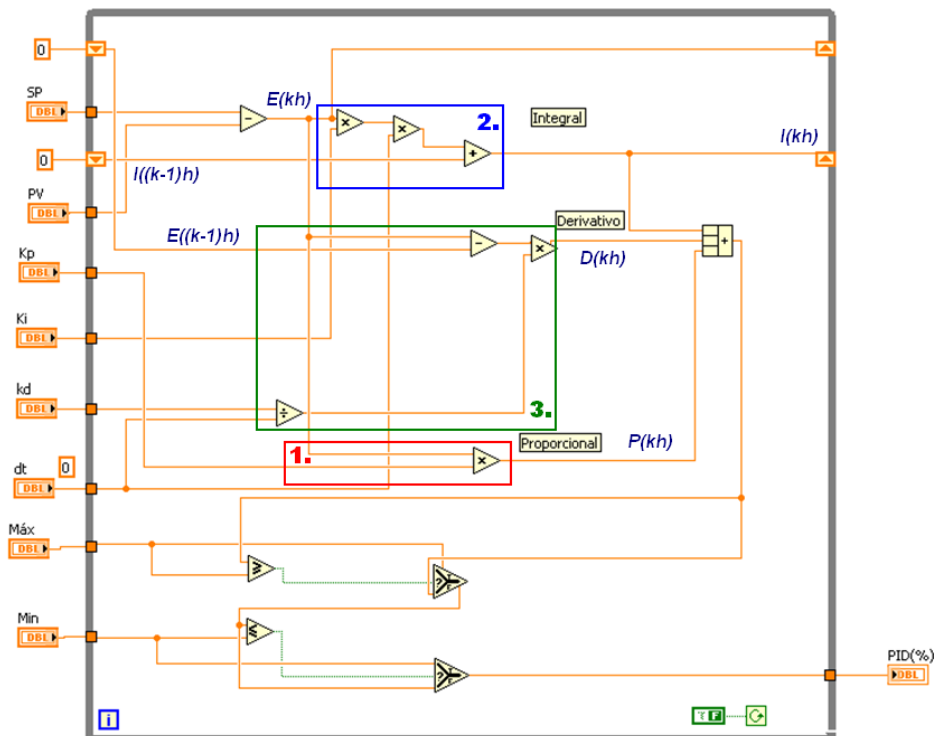 0
SP
DBL
E(kh)
2.
Integral
I(kh)
0
I((k-1)h)
PV
DBL
Derivativo
E((k-1)h)
D(kh)
Kp
DBL
Ki
DBL
kd
DBL
3.
1.
Proporcional
P(kh)
dt
0
DBL
Máx
DBL
?
T
F
Min
DBL
?
T
F
PID(%)
DBL
i
T F